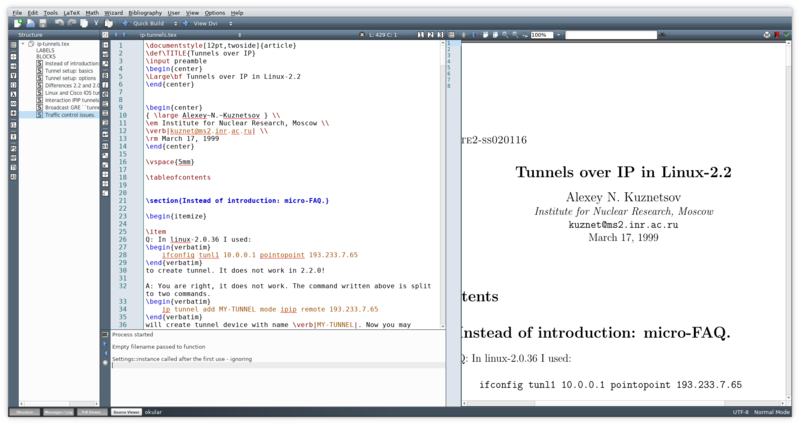 File Edit Tools LaTeX Math Wizard Bibliography User View Options Help
Quick Build View Dvi
Structure
ip-tunnels.tex
L: 429 C: 1
1 2 3
100%
ip-tunnels.tex
LABELS
BLOCKS
Instead of introduction
Tunnel setup: basics
Tunnel setup: options
Differences 2.2 and 2.0
Linux and Cisco IOS tu
Interaction IPIP tunnels
Broadcast GRE ``tunne
Traffic control issues.
1 \documentstyle[12pt,twoside]{article}
2 \def\TITLE{Tunnels over IP}
3 \input preamble
4 \begin{center}
5 \Large\bf Tunnels over IP in Linux-2.2
6 \end{center}
7
8
9 \begin{center}
10 { \large Alexey~N.~Kuznetsov } \\
11 \em Institute for Nuclear Research, Moscow \\
12 \verb|kuznet@ms2.inr.ac.ru| \\
13 \rm March 17, 1999
14 \end{center}
15
16 \vspace{5mm}
17
18 \tableofcontents
19
20
21 \section{Instead of introduction: micro-FAQ.}
22
23 \begin{itemize}
24
25 \item
26 Q: In linux-2.0.36 I used:
27 \begin{verbatim}
28 ifconfig tunl1 10.0.0.1 pointopoint 193.233.7.65
29 \end{verbatim}
30 to create tunnel. It does not work in 2.2.0!
31
32 A: You are right, it does not work. The command written above is split
to two commands.
33 \begin{verbatim}
34 ip tunnel add MY-TUNNEL mode ipip remote 193.233.7.65
35 \end{verbatim}
36 will create tunnel device with name \verb|MY-TUNNEL|. Now you may
Process started
Empty filename passed to function
Settings::instance called after the first use - ignoring
1
2
3
4
5
6
7
8
TE2-SS020116
Tunnels over IP in Linux-2.2
Alexey N. Kuznetsov
Institute for Nuclear Research, Moscow
kuznet@ms2.inr.ac.ru
March 17, 1999
tents
Instead of introduction: micro-FAQ.
Q: In linux-2.0.36 I used:
ifconfig tunl1 10.0.0.1 pointopoint 193.233.7.65
Structure Messages / Log Pdf Viewer Source Viewer okular
UTF-8 Normal Mode